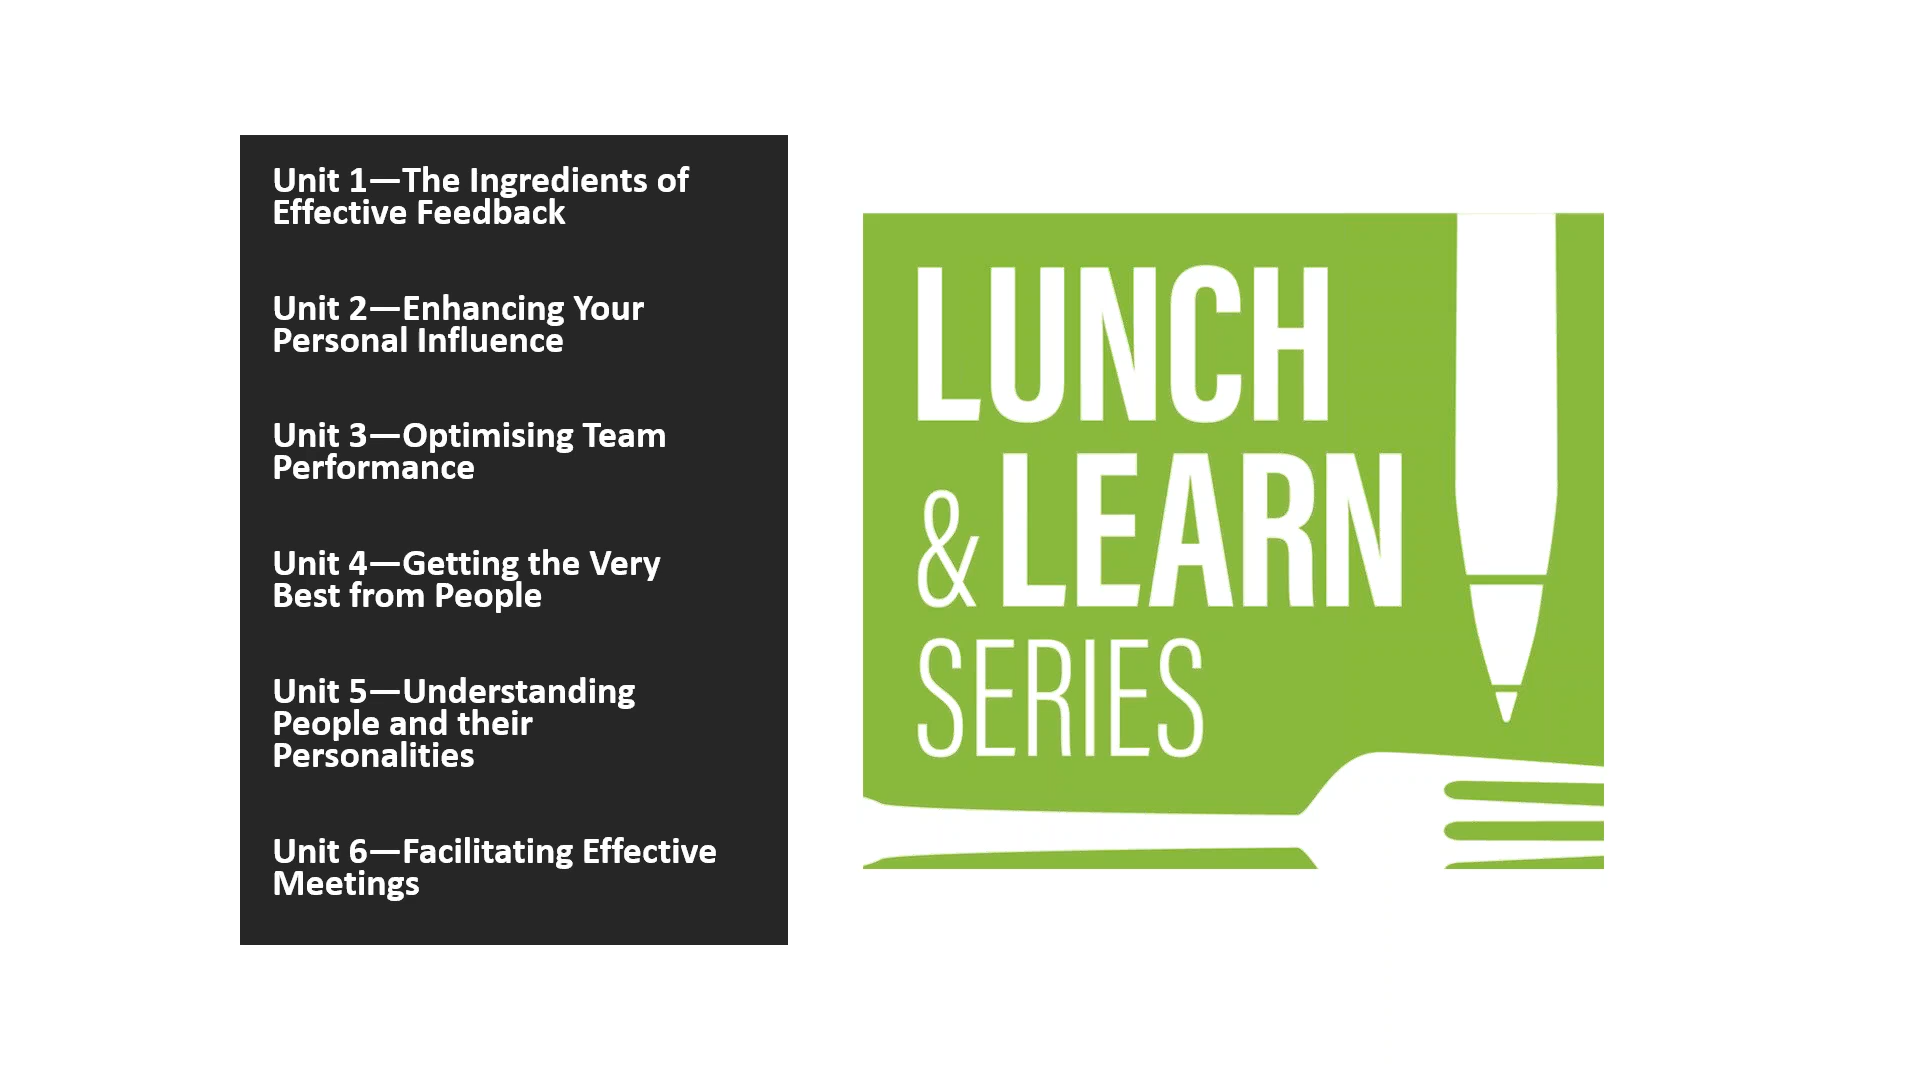 Unit 1—The Ingredients of
Effective Feedback
Unit 2—Enhancing Your
Personal Influence
Unit 3—Optimising Team
Performance
Unit 4—Getting the Very
Best from People
Unit 5—Understanding
People and their
Personalities
Unit 6—Facilitating Effective
Meetings
LUNCH
& LEARN
SERIES